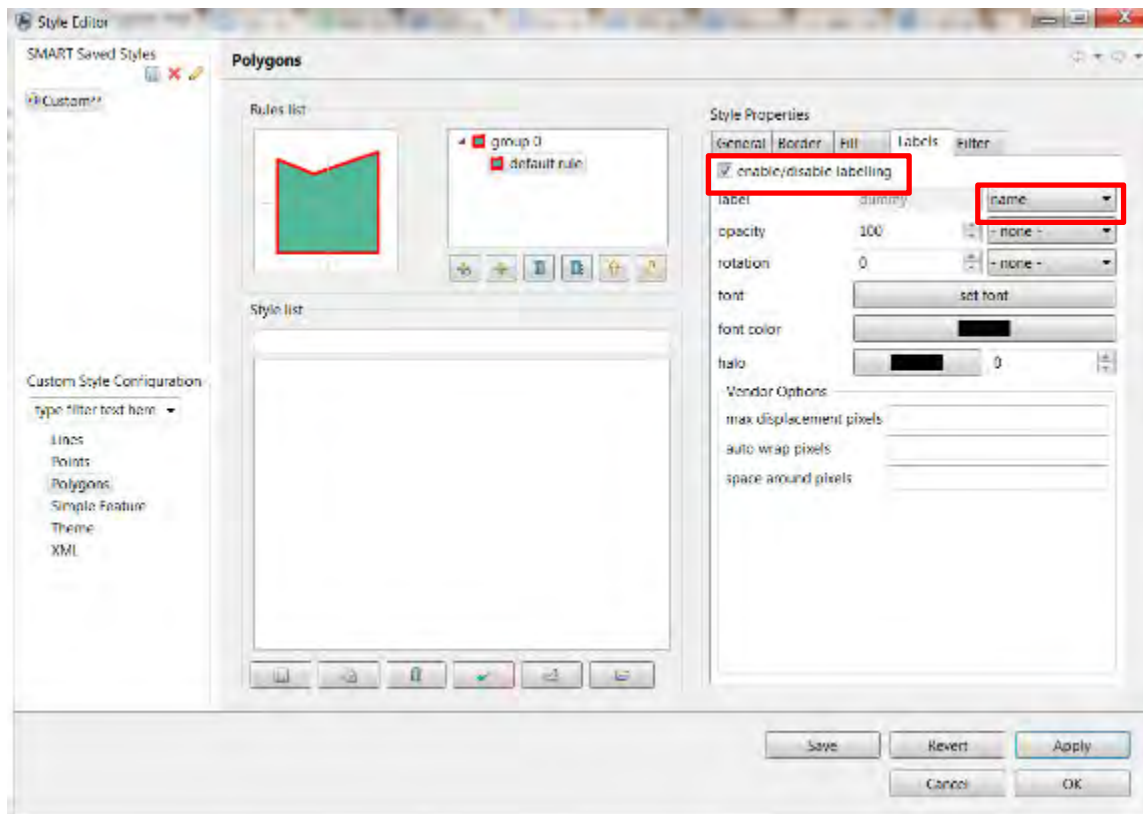 Style Editor
SMART Saved Styles
Custom**
Polygons
Rules list
group 0
default rule
Style list
Custom Style Configuration
type filter text here
Lines
Points
Polygons
Simple Feature
Theme
XML
Style Properties
General Border Fill Labels Filter
enable/disable labelling
label dummy name
opacity 100 - none -
rotation 0 - none -
font set font
font color
halo 0
Vendor Options
max displacement pixels
auto wrap pixels
space around pixels
Save Revert Apply
Cancel OK